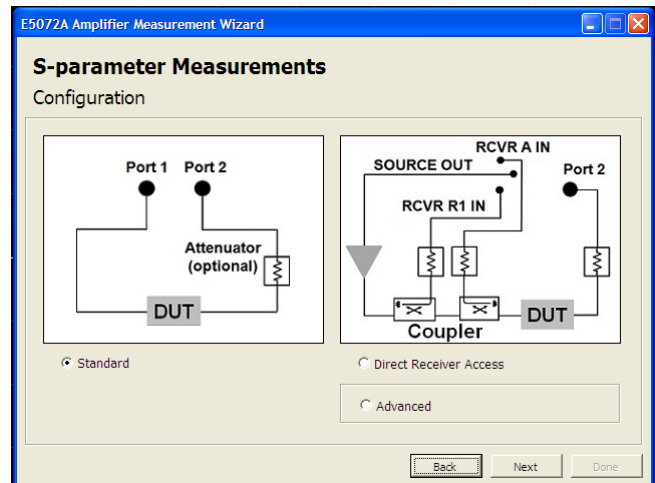 E5072A Amplifier Measurement Wizard
S-parameter Measurements
Configuration
Port 1 Port 2
Attenuator
(optional)
DUT
RCVR A IN
SOURCE OUT
Port 2
RCVR R1 IN
DUT
Coupler
Standard
Direct Receiver Access
Advanced
Back Next Done